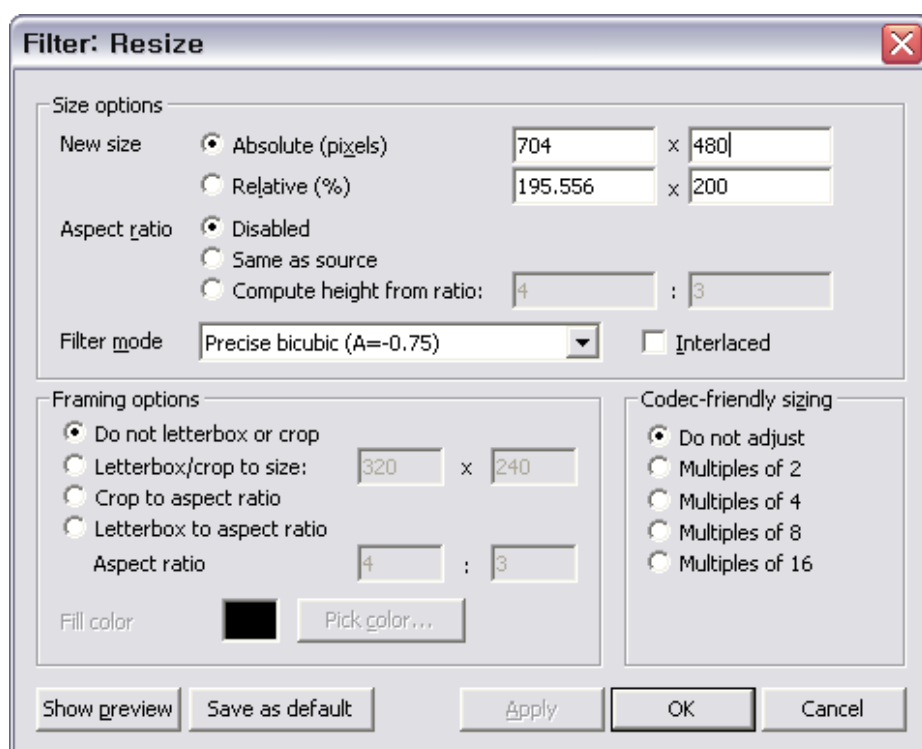 Filter: Resize
Size options
New size Absolute (pixels) 704 x 480
Relative (%) 195.556 x 200
Aspect ratio Disabled
Same as source
Compute height from ratio: 4 : 3
Filter mode Precise bicubic (A=-0.75) Interlaced
Framing options
Do not letterbox or crop
Letterbox/crop to size: 320 x 240
Crop to aspect ratio
Letterbox to aspect ratio
Aspect ratio 4 : 3
Fill color Pick color...
Codec-friendly sizing
Do not adjust
Multiples of 2
Multiples of 4
Multiples of 8
Multiples of 16
Show preview Save as default Apply OK Cancel